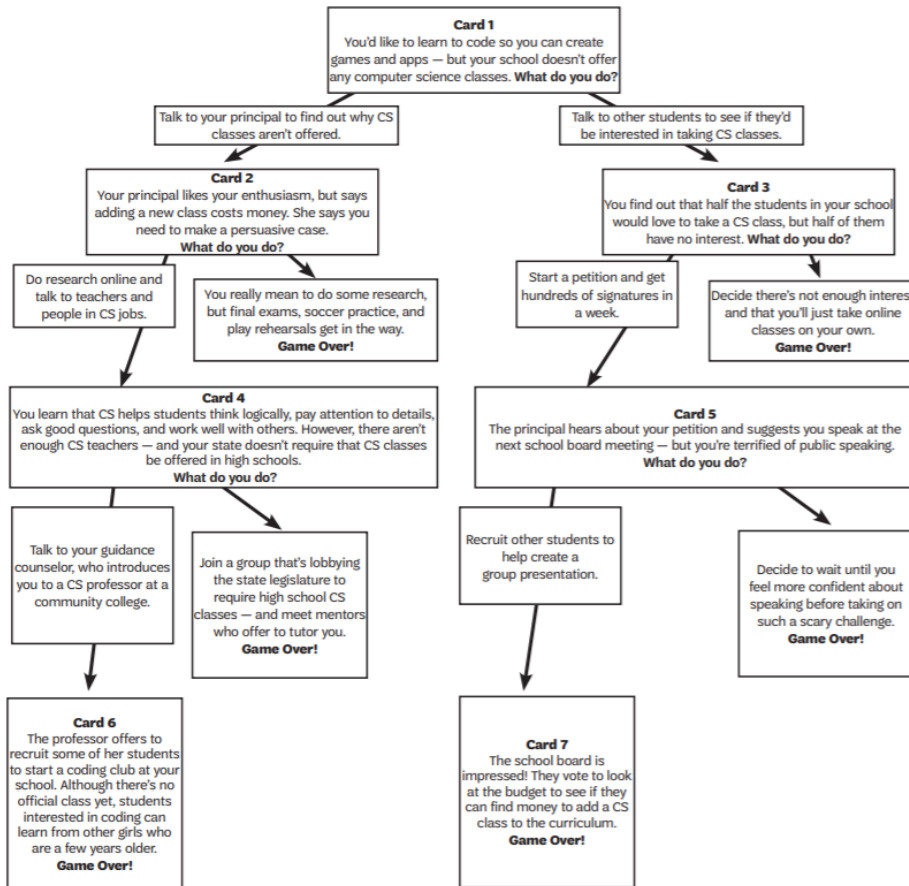 Card 1
You'd like to learn to code so you can create
games and apps — but your school doesn't offer
any computer science classes. What do you do?
Talk to your principal to find out why CS
classes aren't offered.
Talk to other students to see if they'd
be interested in taking CS classes.
Card 2
Your principal likes your enthusiasm, but says
adding a new class costs money. She says you
need to make a persuasive case.
What do you do?
Card 3
You find out that half the students in your school
would love to take a CS class, but half of them
have no interest. What do you do?
Do research online and
talk to teachers and
people in CS jobs.
You really mean to do some research,
but final exams, soccer practice, and
play rehearsals get in the way.
Game Over!
Start a petition and get
hundreds of signatures in
a week.
Decide there's not enough interes
and that you'll just take online
classes on your own.
Game Over!
Card 4
You learn that CS helps students think logically, pay attention to details,
ask good questions, and work well with others. However, there aren't
enough CS teachers — and your state doesn't require that CS classes
be offered in high schools.
What do you do?
Card 5
The principal hears about your petition and suggests you speak at the
next school board meeting — but you're terrified of public speaking.
What do you do?
Talk to your guidance
counselor, who introduces
you to a CS professor at a
community college.
Join a group that's lobbying
the state legislature to
require high school CS
classes — and meet mentors
who offer to tutor you.
Game Over!
Recruit other students to
help create a
group presentation.
Decide to wait until you
feel more confident about
speaking before taking on
such a scary challenge.
Game Over!
Card 6
The professor offers to
recruit some of her students
to start a coding club at your
school. Although there's no
official class yet, students
interested in coding can
learn from other girls who
are a few years older.
Game Over!
Card 7
The school board is
impressed! They vote to look
at the budget to see if they
can find money to add a CS
class to the curriculum.
Game Over!